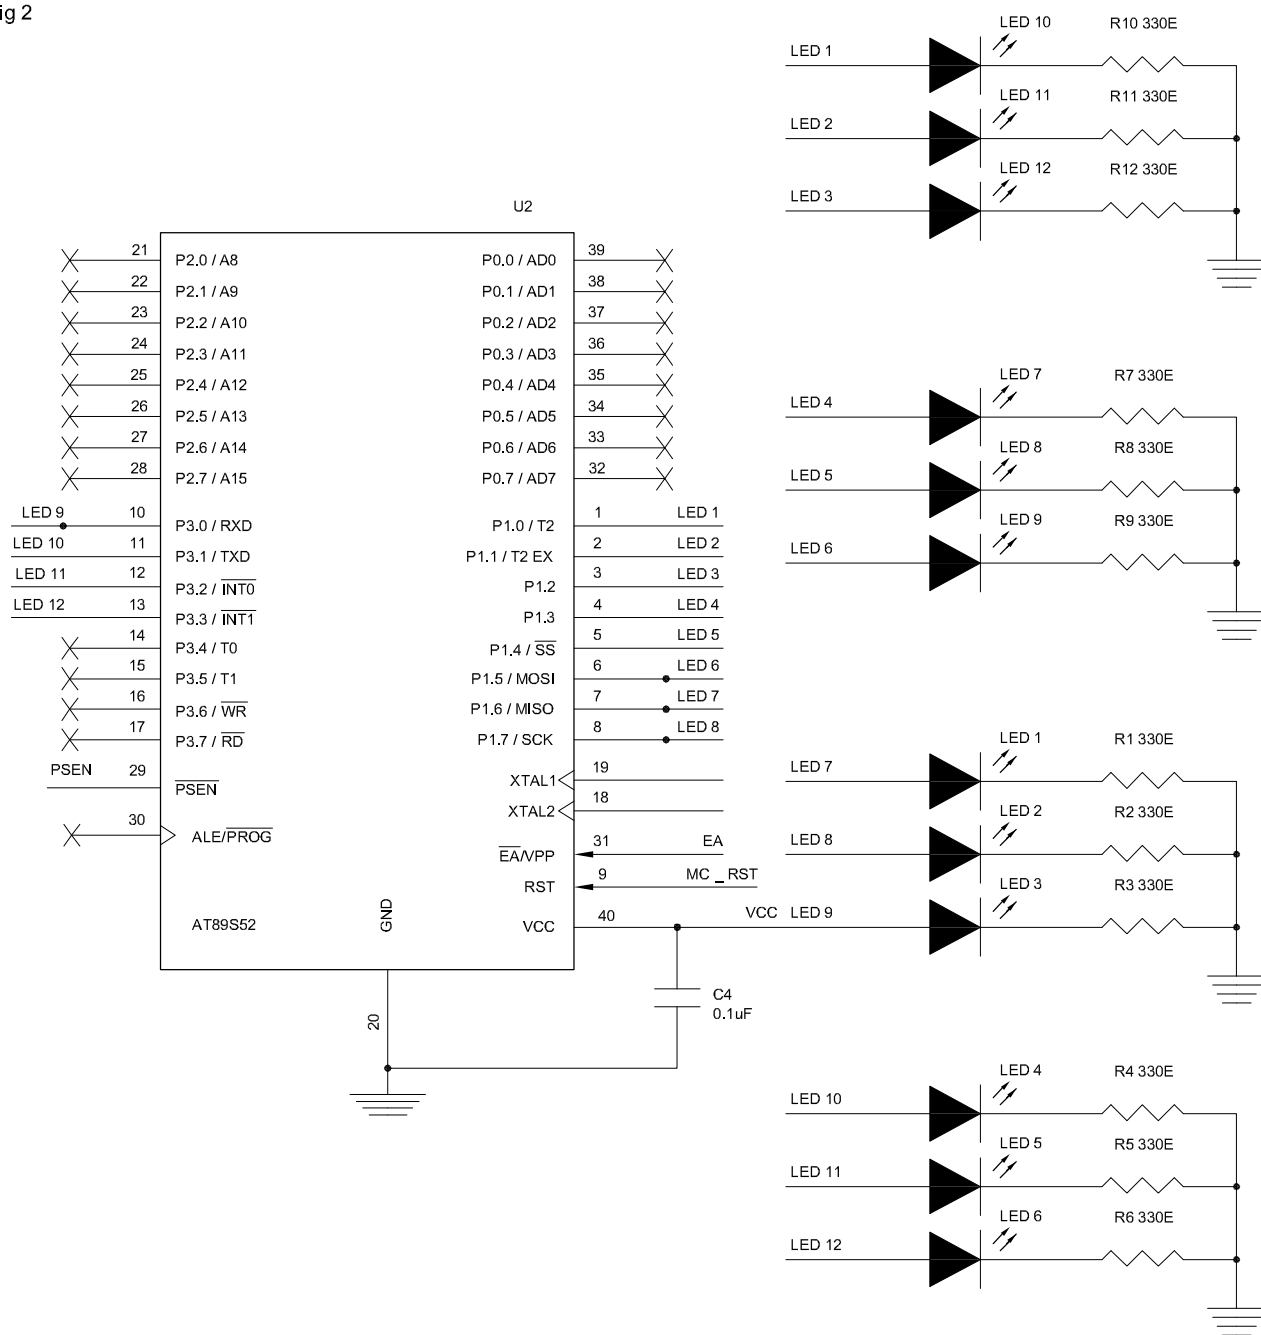 ig 2
U2
21 P2.0 / A8 P0.0 / AD0 39
22 P2.1 / A9 P0.1 / AD1 38
23 P2.2 / A10 P0.2 / AD2 37
24 P2.3 / A11 P0.3 / AD3 36
25 P2.4 / A12 P0.4 / AD4 35
26 P2.5 / A13 P0.5 / AD5 34
27 P2.6 / A14 P0.6 / AD6 33
28 P2.7 / A15 P0.7 / AD7 32
LED 9 10 P3.0 / RXD P1.0 / T2 1 LED 1
LED 10 11 P3.1 / TXD P1.1 / T2 EX 2 LED 2
LED 11 12 P3.2 / INT0 P1.2 3 LED 3
LED 12 13 P3.3 / INT1 P1.3 4 LED 4
14 P3.4 / T0 P1.4 / SS 5 LED 5
15 P3.5 / T1 P1.5 / MOSI 6 LED 6
16 P3.6 / WR P1.6 / MISO 7 LED 7
17 P3.7 / RD P1.7 / SCK 8 LED 8
PSEN 29 PSEN XTAL1 19
XTAL2 18
30 ALE/PROG EA/VPP 31 EA
RST 9 MC _ RST
AT89S52 GND VCC 40 VCC
20
C4
0.1uF
LED 1 LED 10 R10 330E
LED 2 LED 11 R11 330E
LED 3 LED 12 R12 330E
LED 4 LED 7 R7 330E
LED 5 LED 8 R8 330E
LED 6 LED 9 R9 330E
LED 7 LED 1 R1 330E
LED 8 LED 2 R2 330E
LED 9 LED 3 R3 330E
LED 10 LED 4 R4 330E
LED 11 LED 5 R5 330E
LED 12 LED 6 R6 330E